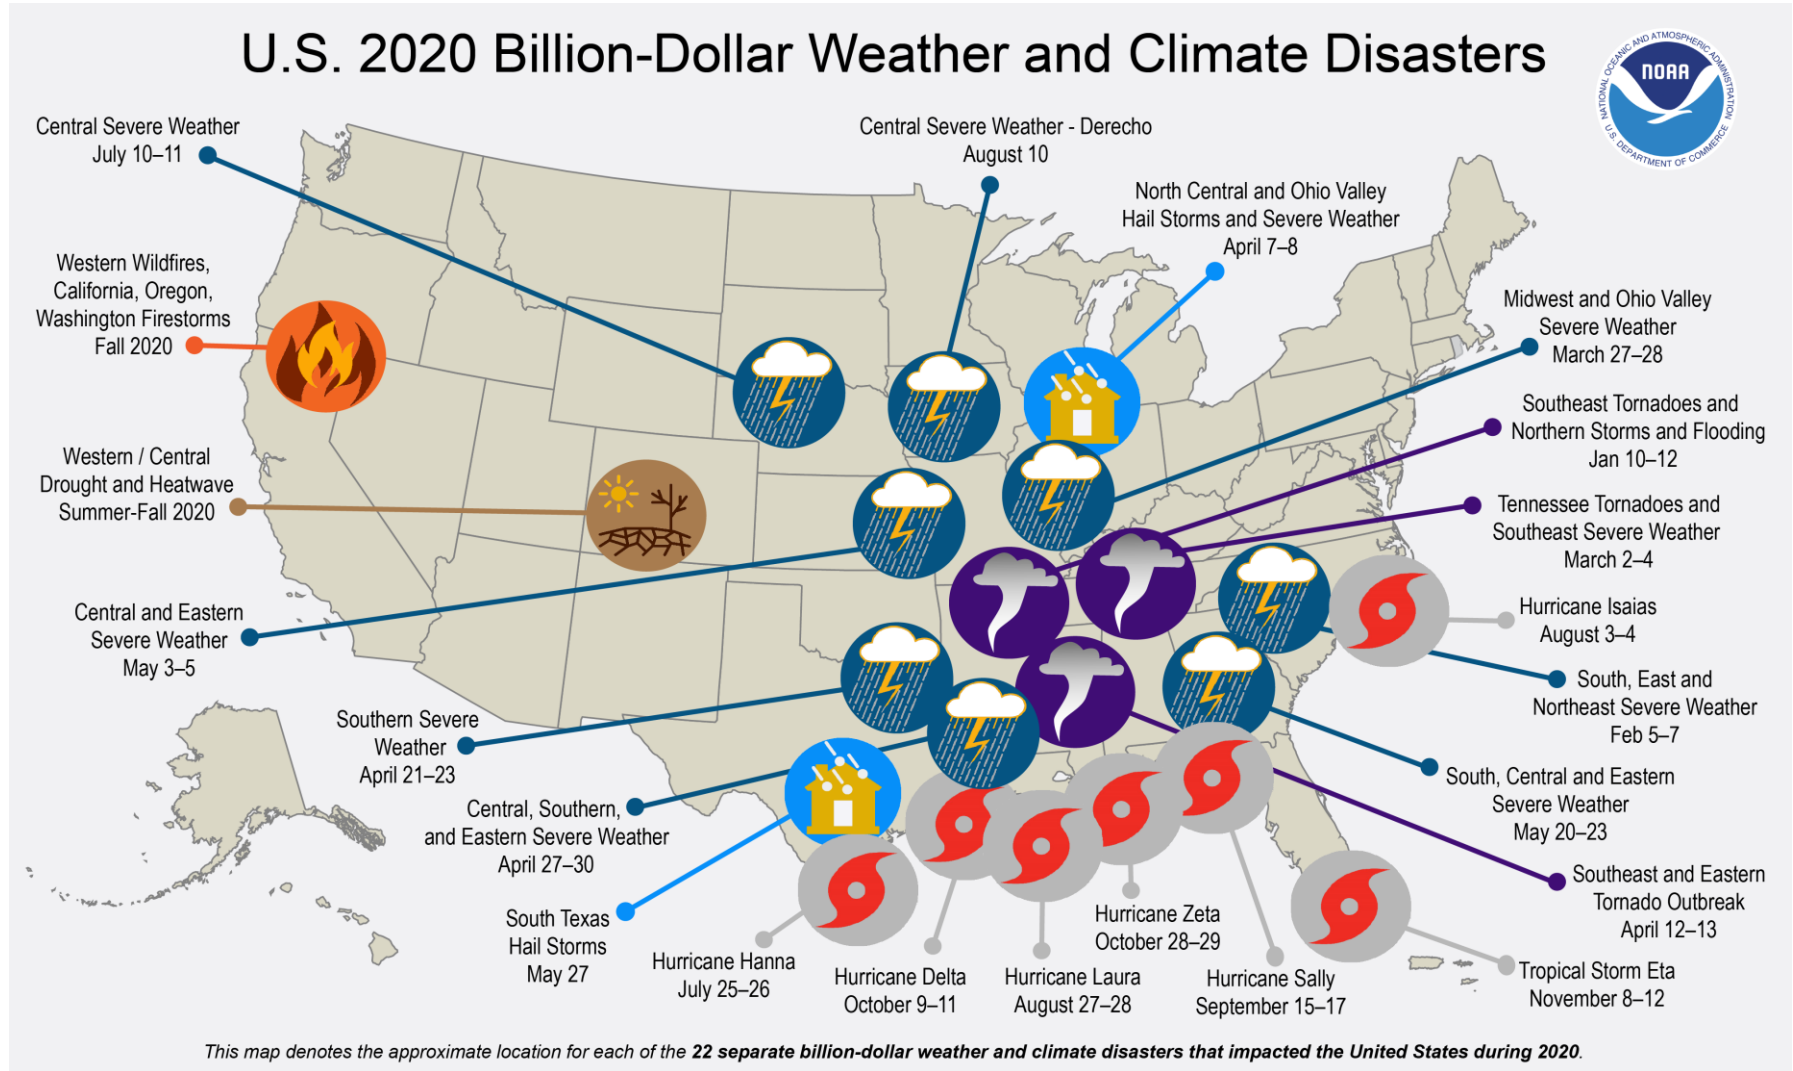 U.S. 2020 Billion-Dollar Weather and Climate Disasters
NATIONAL OCEANIC AND ATMOSPHERIC ADMINISTRATION
NOAA
U.S. DEPARTMENT OF COMMERCE
Central Severe Weather
July 10–11
Central Severe Weather - Derecho
August 10
North Central and Ohio Valley
Hail Storms and Severe Weather
April 7–8
Western Wildfires,
California, Oregon,
Washington Firestorms
Fall 2020
Midwest and Ohio Valley
Severe Weather
March 27–28
Southeast Tornadoes and
Northern Storms and Flooding
Jan 10–12
Western / Central
Drought and Heatwave
Summer-Fall 2020
Tennessee Tornadoes and
Southeast Severe Weather
March 2–4
Central and Eastern
Severe Weather
May 3–5
Hurricane Isaias
August 3–4
South, East and
Northeast Severe Weather
Feb 5–7
Southern Severe
Weather
April 21–23
South, Central and Eastern
Severe Weather
May 20–23
Central, Southern,
and Eastern Severe Weather
April 27–30
Southeast and Eastern
Tornado Outbreak
April 12–13
South Texas
Hail Storms
May 27
Hurricane Hanna
July 25–26
Hurricane Delta
October 9–11
Hurricane Laura
August 27–28
Hurricane Zeta
October 28–29
Hurricane Sally
September 15–17
Tropical Storm Eta
November 8–12
This map denotes the approximate location for each of the 22 separate billion-dollar weather and climate disasters that impacted the United States during 2020.